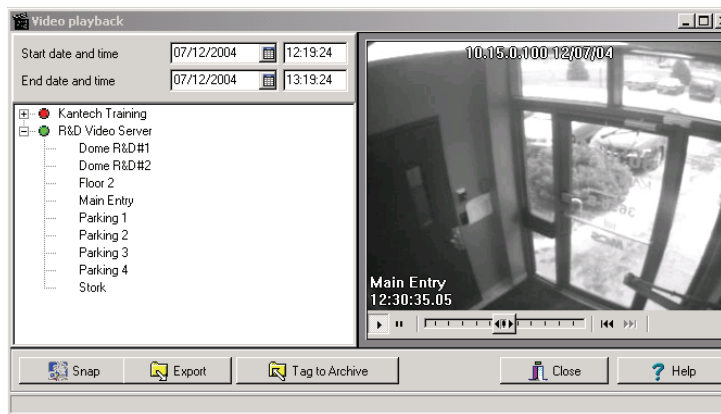 Video playback
Start date and time 07/12/2004 12:19:24
End date and time 07/12/2004 13:19:24
Kantech Training
R&D Video Server
Dome R&D#1
Dome R&D#2
Floor 2
Main Entry
Parking 1
Parking 2
Parking 3
Parking 4
Stork
10.15.0.100 12/07/04
Main Entry
12:30:35.05
Snap Export Tag to Archive Close Help